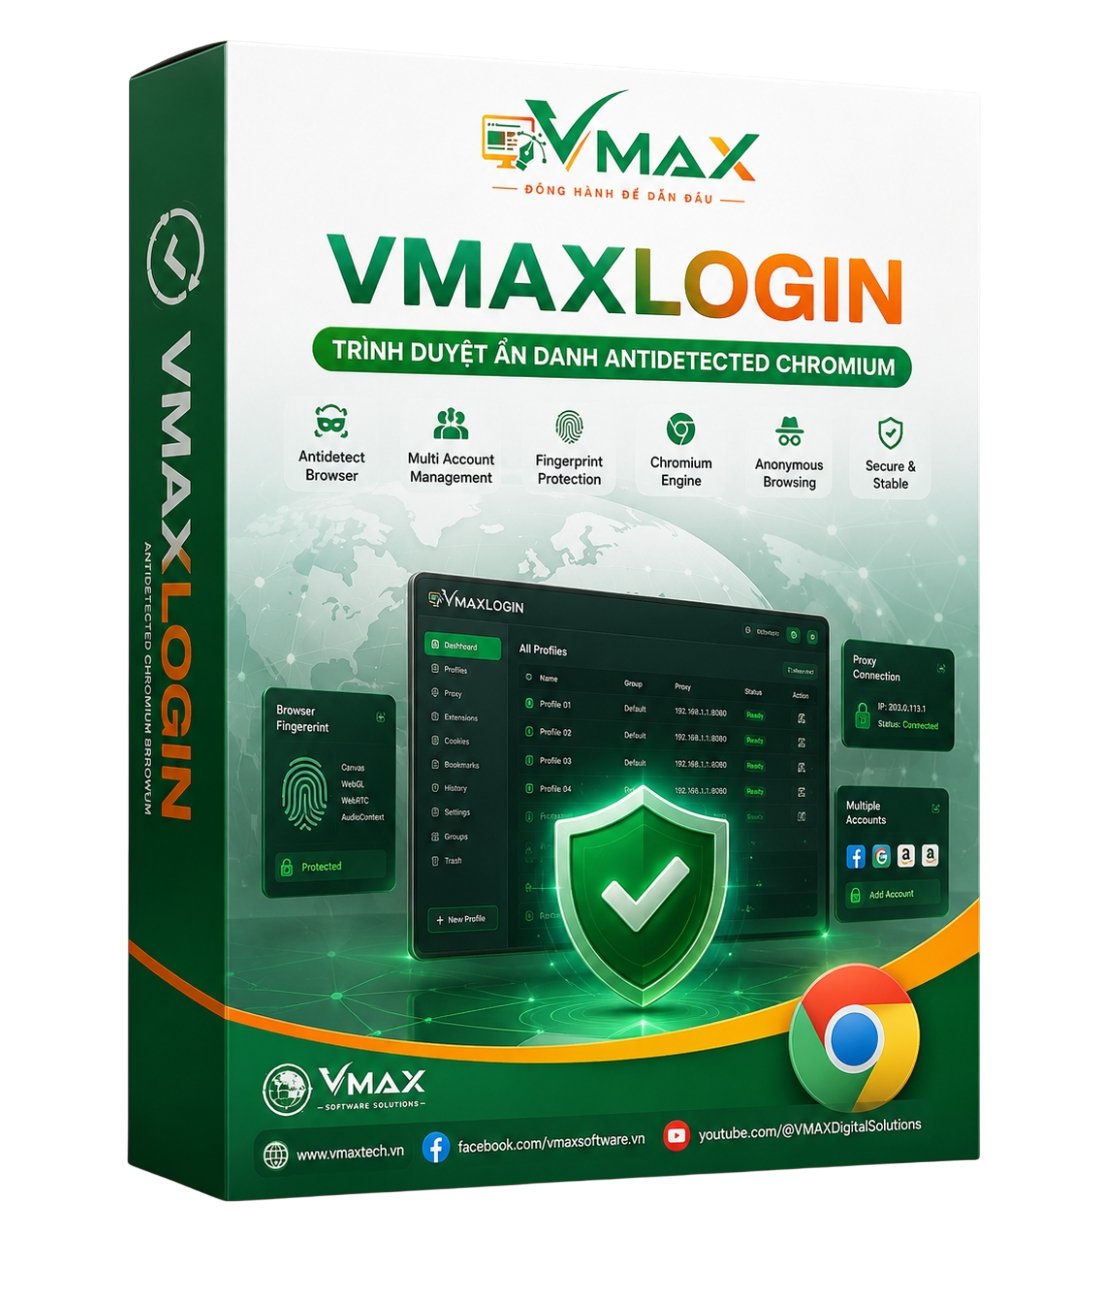 VMAX
ĐỒNG HÀNH ĐỂ DẪN ĐẦU
VMAXLOGIN
TRÌNH DUYỆT ẨN DANH ANTIDETECTED CHROMIUM
Antidetect
Browser
Multi Account
Management
Fingerprint
Protection
Chromium
Engine
Anonymous
Browsing
Secure &
Stable
VMAXLOGIN
ANTIDETECTED CHROMIUM
VMAXLOGIN
Dashboard
Profiles
Proxy
Extensions
Cookies
Bookmarks
History
Settings
Groups
Trash
+ New Profile
All Profiles
Name Group Proxy Status Action
Profile 01 Default 192.168.1.1:8080 Ready
Profile 02 Default 192.168.1.1:8080 Ready
Profile 03 Default 192.168.1.1:8080 Ready
Profile 04 192.168.1.1:8080 Ready
Browser
Fingererint
Canvas
WebGL
WebRTC
AudioContext
Protected
Proxy
Connection
IP: 203.0.113.1
Status: Connected
Multiple
Accounts
Add Account
VMAX
SOFTWARE SOLUTIONS
www.vmaxtech.vn
facebook.com/vmaxsoftware.vn
youtube.com/@VMAXDigitalSolutions